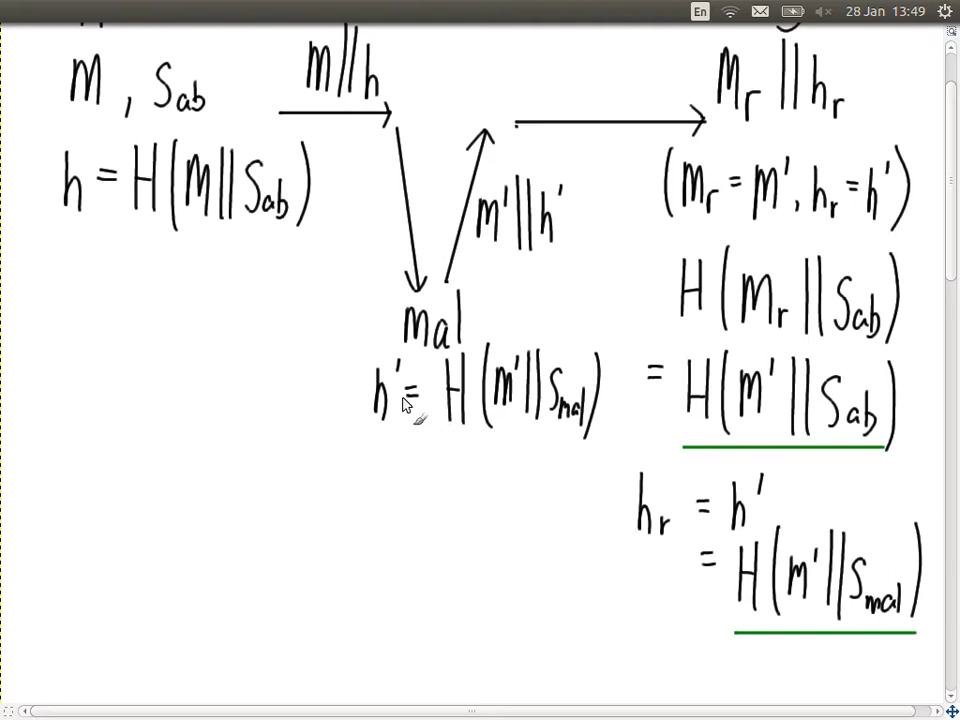 En 28 Jan 13:49
m , Sab
m||h
mr||hr
h = H(m||Sab)
(mr = m', hr = h')
m'||h'
H(mr||Sab)
mal
h' = H(m'||Smal)
= H(m'||Sab)
hr = h'
= H(m'||Smal)